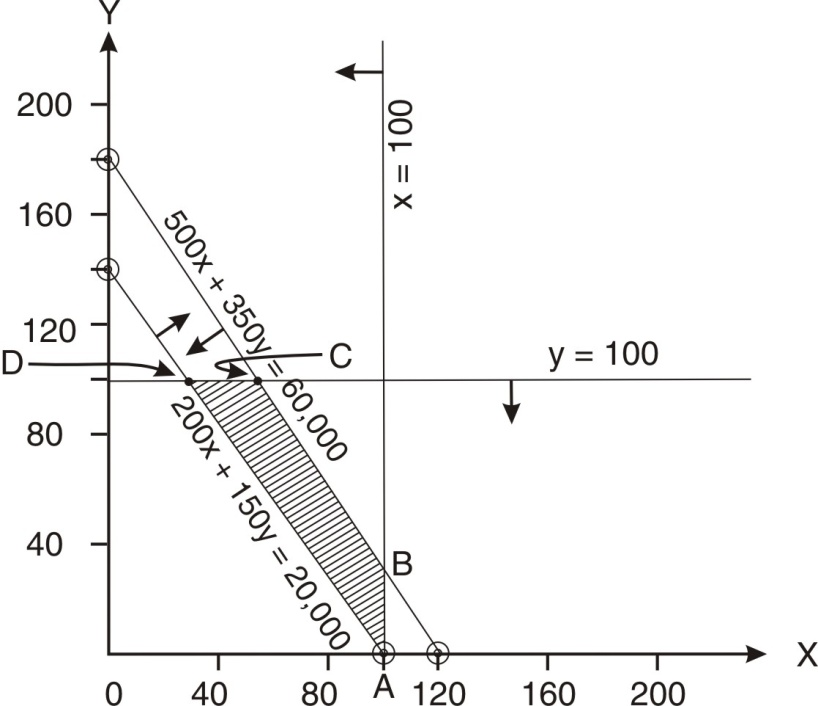 Y
200
160
120
80
40
x = 100
500x + 350y = 60,000
D
C
y = 100
200x + 150y = 20,000
B
X
0
40
80
A
120
160
200